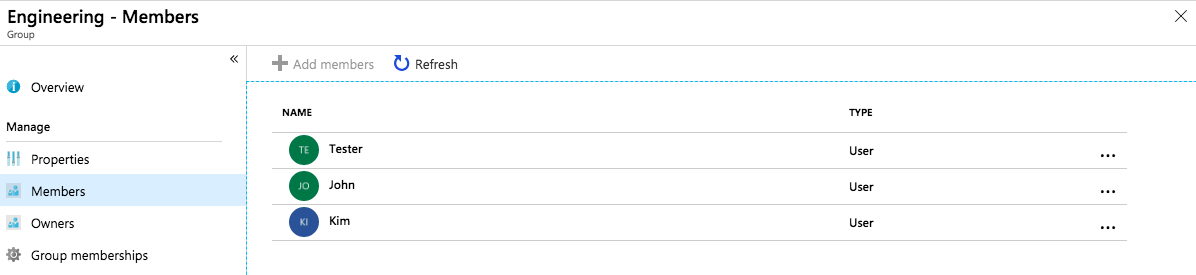 Engineering - Members
Group
«
Overview
Manage
Properties
Members
Owners
Group memberships
Add members Refresh
NAME TYPE
TE Tester User ...
JO John User ...
KI Kim User ...